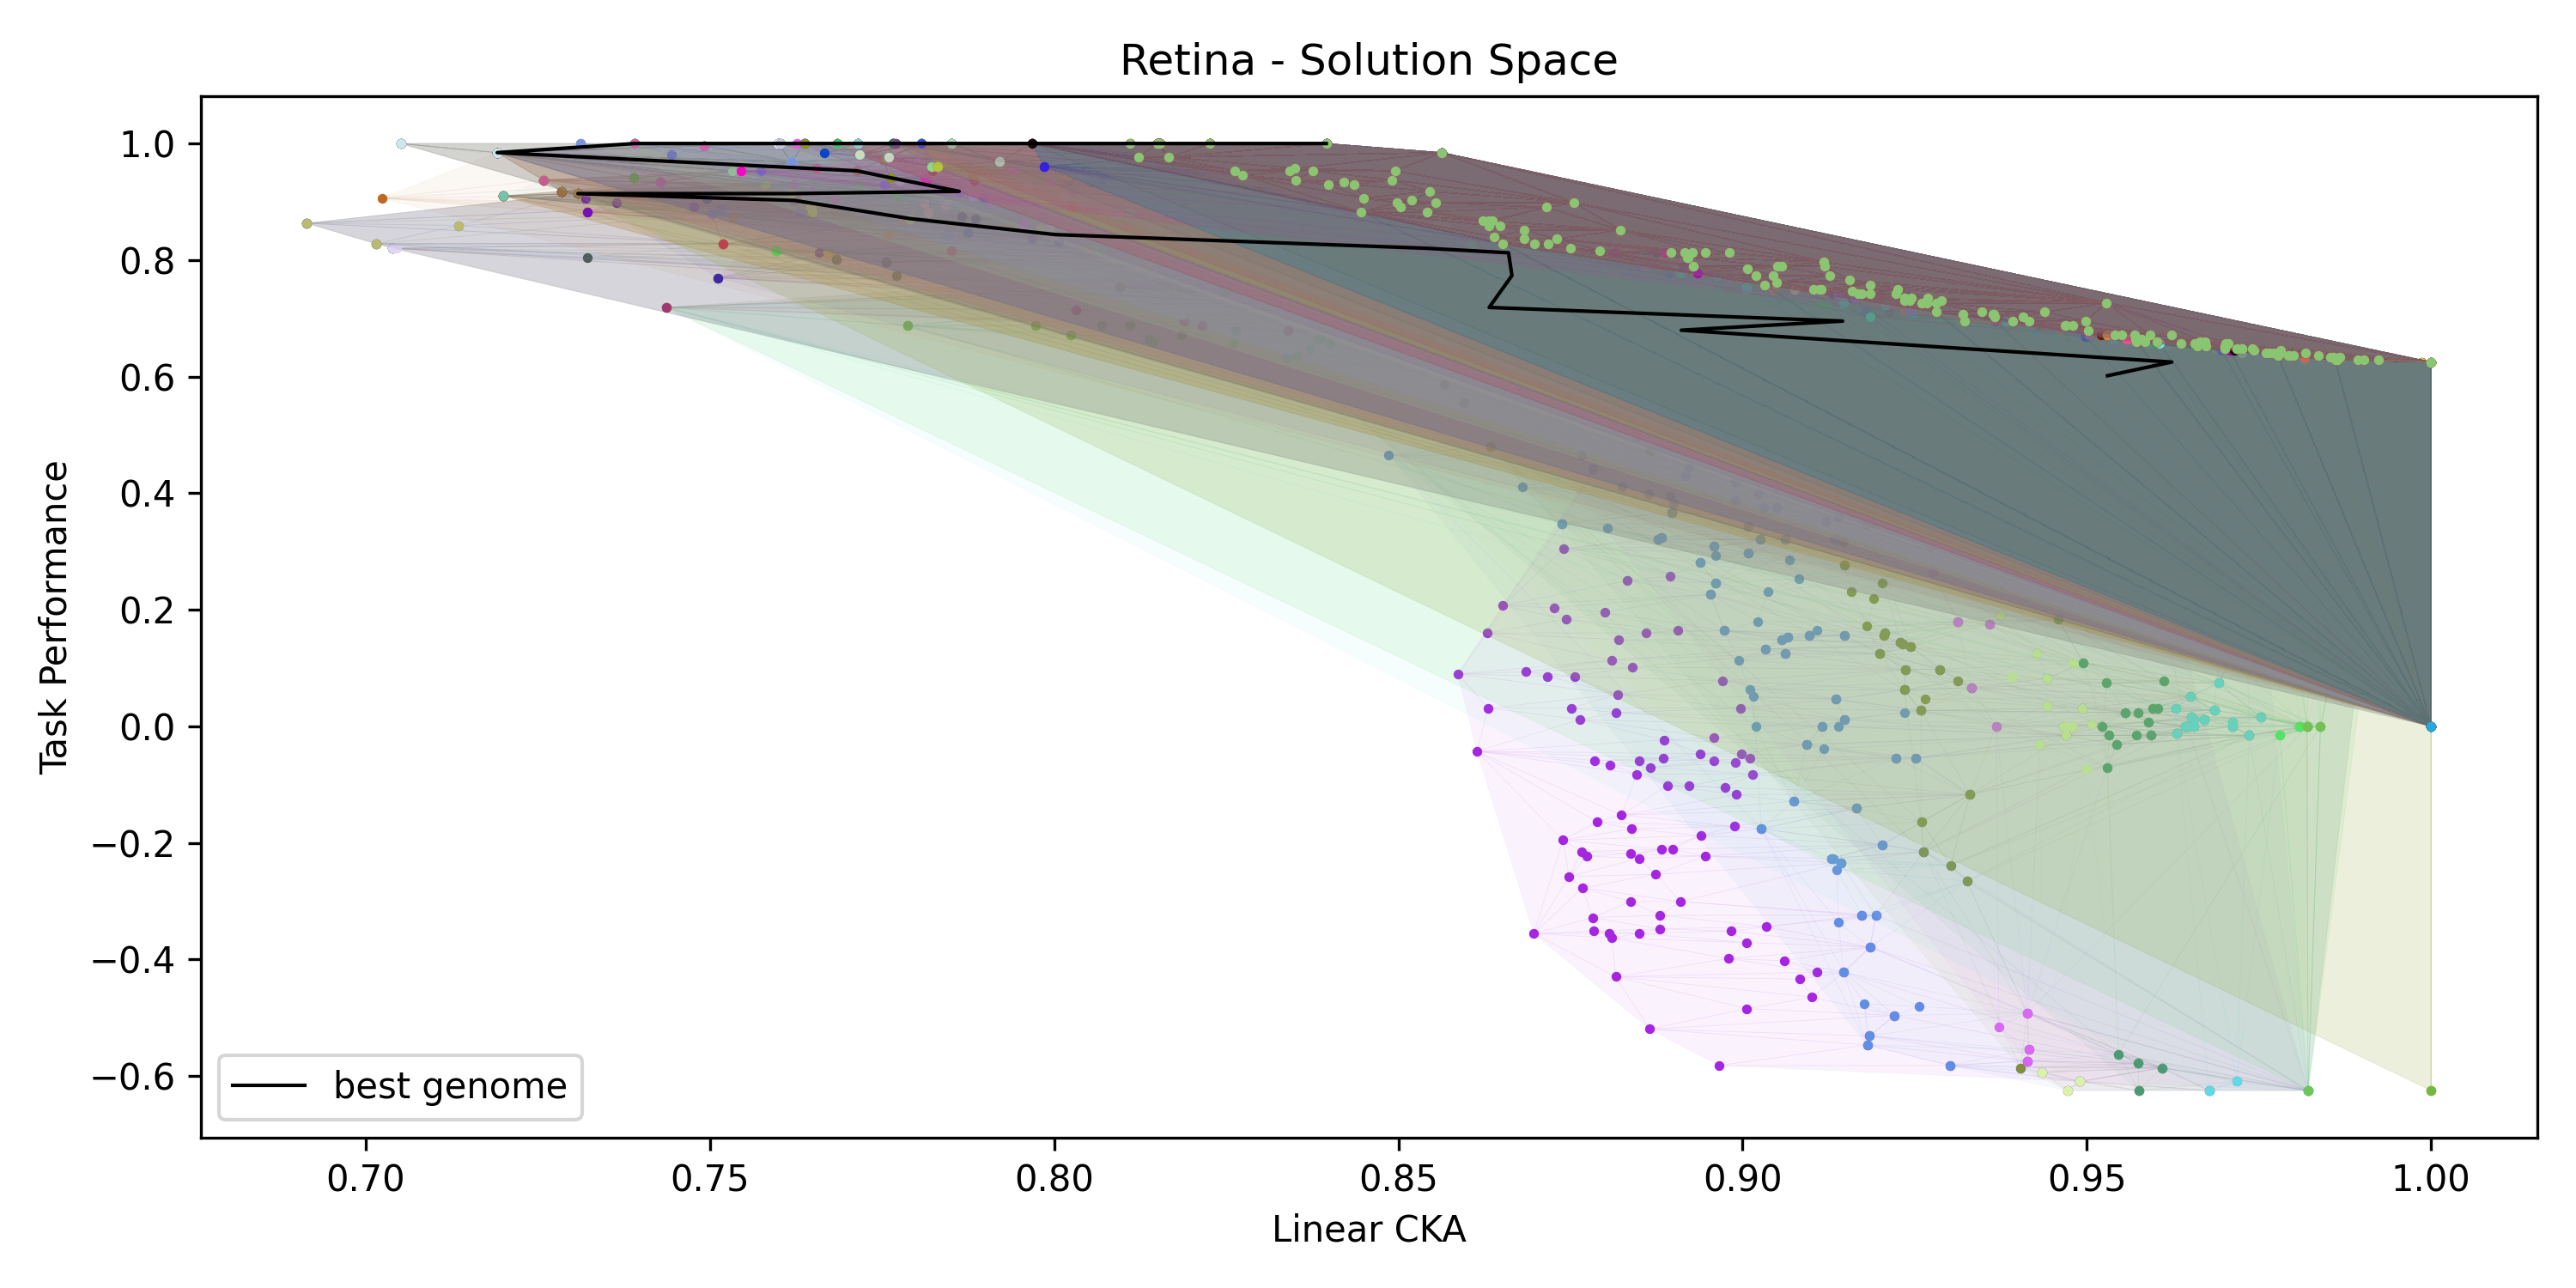 Retina - Solution Space
1.0
0.8
0.6
0.4
0.2
0.0
−0.2
−0.4
−0.6
Task Performance
best genome
0.70 0.75 0.80 0.85 0.90 0.95 1.00
Linear CKA